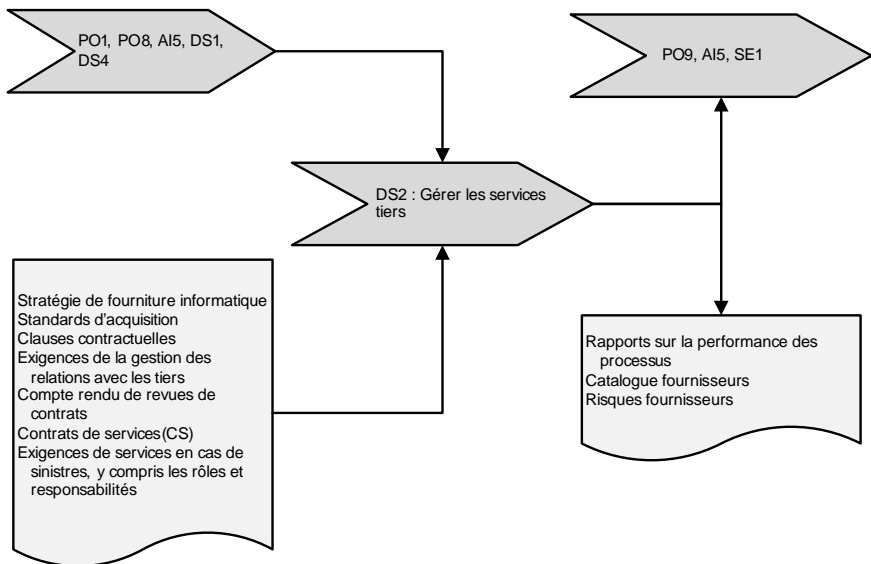 PO1, PO8, AI5, DS1,
DS4
PO9, AI5, SE1
DS2 : Gérer les services
tiers
Stratégie de fourniture informatique
Standards d'acquisition
Clauses contractuelles
Exigences de la gestion des
relations avec les tiers
Compte rendu de revues de
contrats
Contrats de services(CS)
Exigences de services en cas de
sinistres, y compris les rôles et
responsabilités
Rapports sur la performance des
processus
Catalogue fournisseurs
Risques fournisseurs